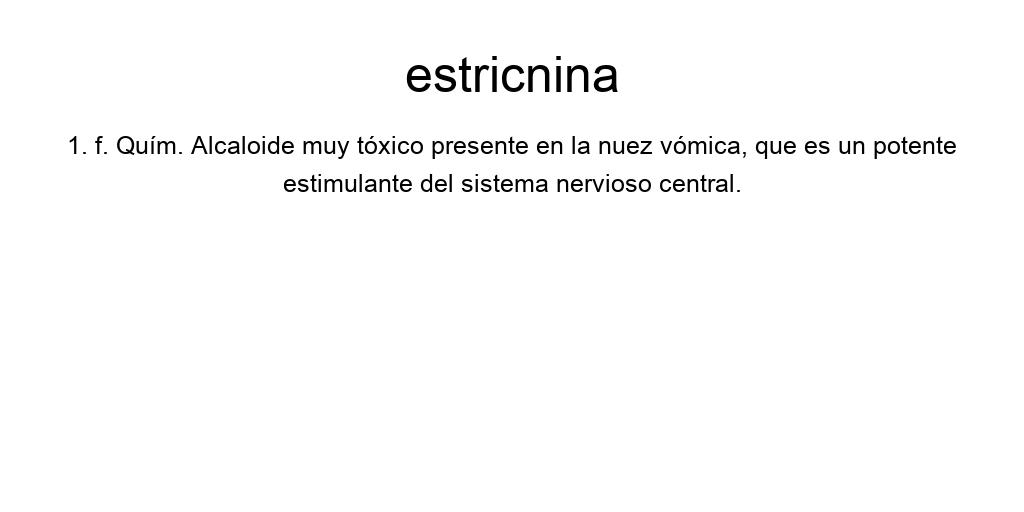 estricnina
1. f. Quím. Alcaloide muy tóxico presente en la nuez vómica, que es un potente
estimulante del sistema nervioso central.